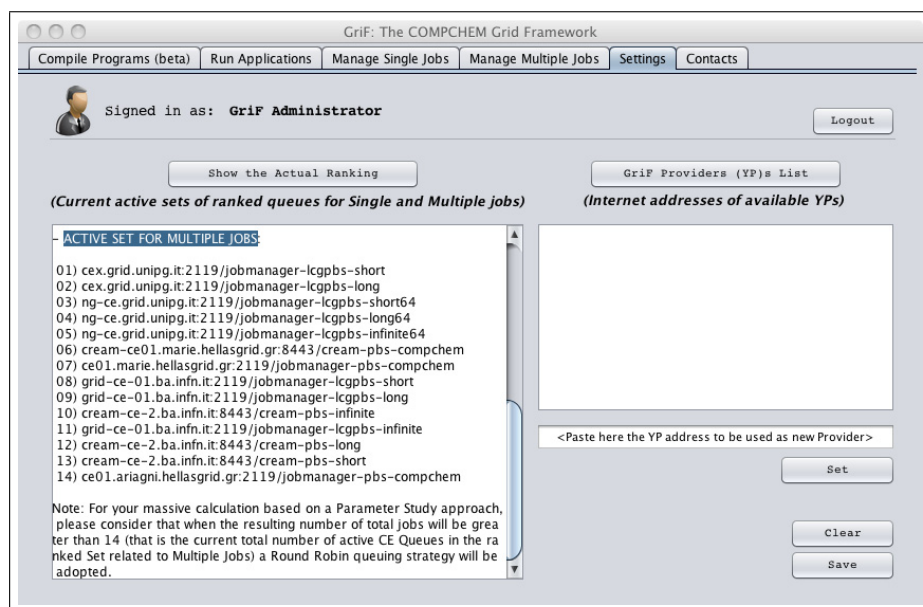 GriF: The COMPCHEM Grid Framework
Compile Programs (beta) Run Applications Manage Single Jobs Manage Multiple Jobs Settings Contacts
Signed in as: GriF Administrator
Logout
Show the Actual Ranking
GriF Providers (YP)s List
(Current active sets of ranked queues for Single and Multiple jobs)
(Internet addresses of available YPs)
- ACTIVE SET FOR MULTIPLE JOBS:
01) cex.grid.unipg.it:2119/jobmanager-lcgpbs-short
02) cex.grid.unipg.it:2119/jobmanager-lcgpbs-long
03) ng-ce.grid.unipg.it:2119/jobmanager-lcgpbs-short64
04) ng-ce.grid.unipg.it:2119/jobmanager-lcgpbs-long64
05) ng-ce.grid.unipg.it:2119/jobmanager-lcgpbs-infinite64
06) cream-ce01.marie.hellasgrid.gr:8443/cream-pbs-compchem
07) ce01.marie.hellasgrid.gr:2119/jobmanager-pbs-compchem
08) grid-ce-01.ba.infn.it:2119/jobmanager-lcgpbs-short
09) grid-ce-01.ba.infn.it:2119/jobmanager-lcgpbs-long
10) cream-ce-2.ba.infn.it:8443/cream-pbs-infinite
11) grid-ce-01.ba.infn.it:2119/jobmanager-lcgpbs-infinite
12) cream-ce-2.ba.infn.it:8443/cream-pbs-long
13) cream-ce-2.ba.infn.it:8443/cream-pbs-short
14) ce01.ariagni.hellasgrid.gr:2119/jobmanager-pbs-compchem
Note: For your massive calculation based on a Parameter Study approach,
please consider that when the resulting number of total jobs will be grea
ter than 14 (that is the current total number of active CE Queues in the ra
nked Set related to Multiple Jobs) a Round Robin queuing strategy will be
adopted.
<Paste here the YP address to be used as new Provider>
Set
Clear
Save